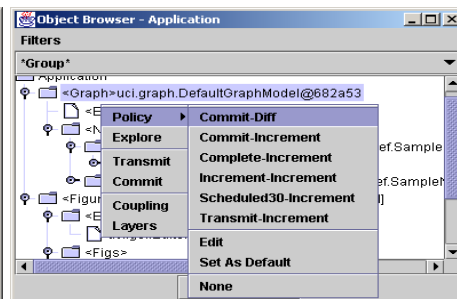 Object Browser - Application
Filters
*Group*
Application
<Graph>uci.graph.DefaultGraphModel@682a53
<E
Policy
Commit-Diff
<N
Explore
Commit-Increment
ef.Sample
Transmit
Complete-Increment
Commit
Increment-Increment
ef.SampleN
<Figur
Coupling
Scheduled30-Increment
]
<E
Layers
Transmit-Increment
Edit
<Figs>
Set As Default
None